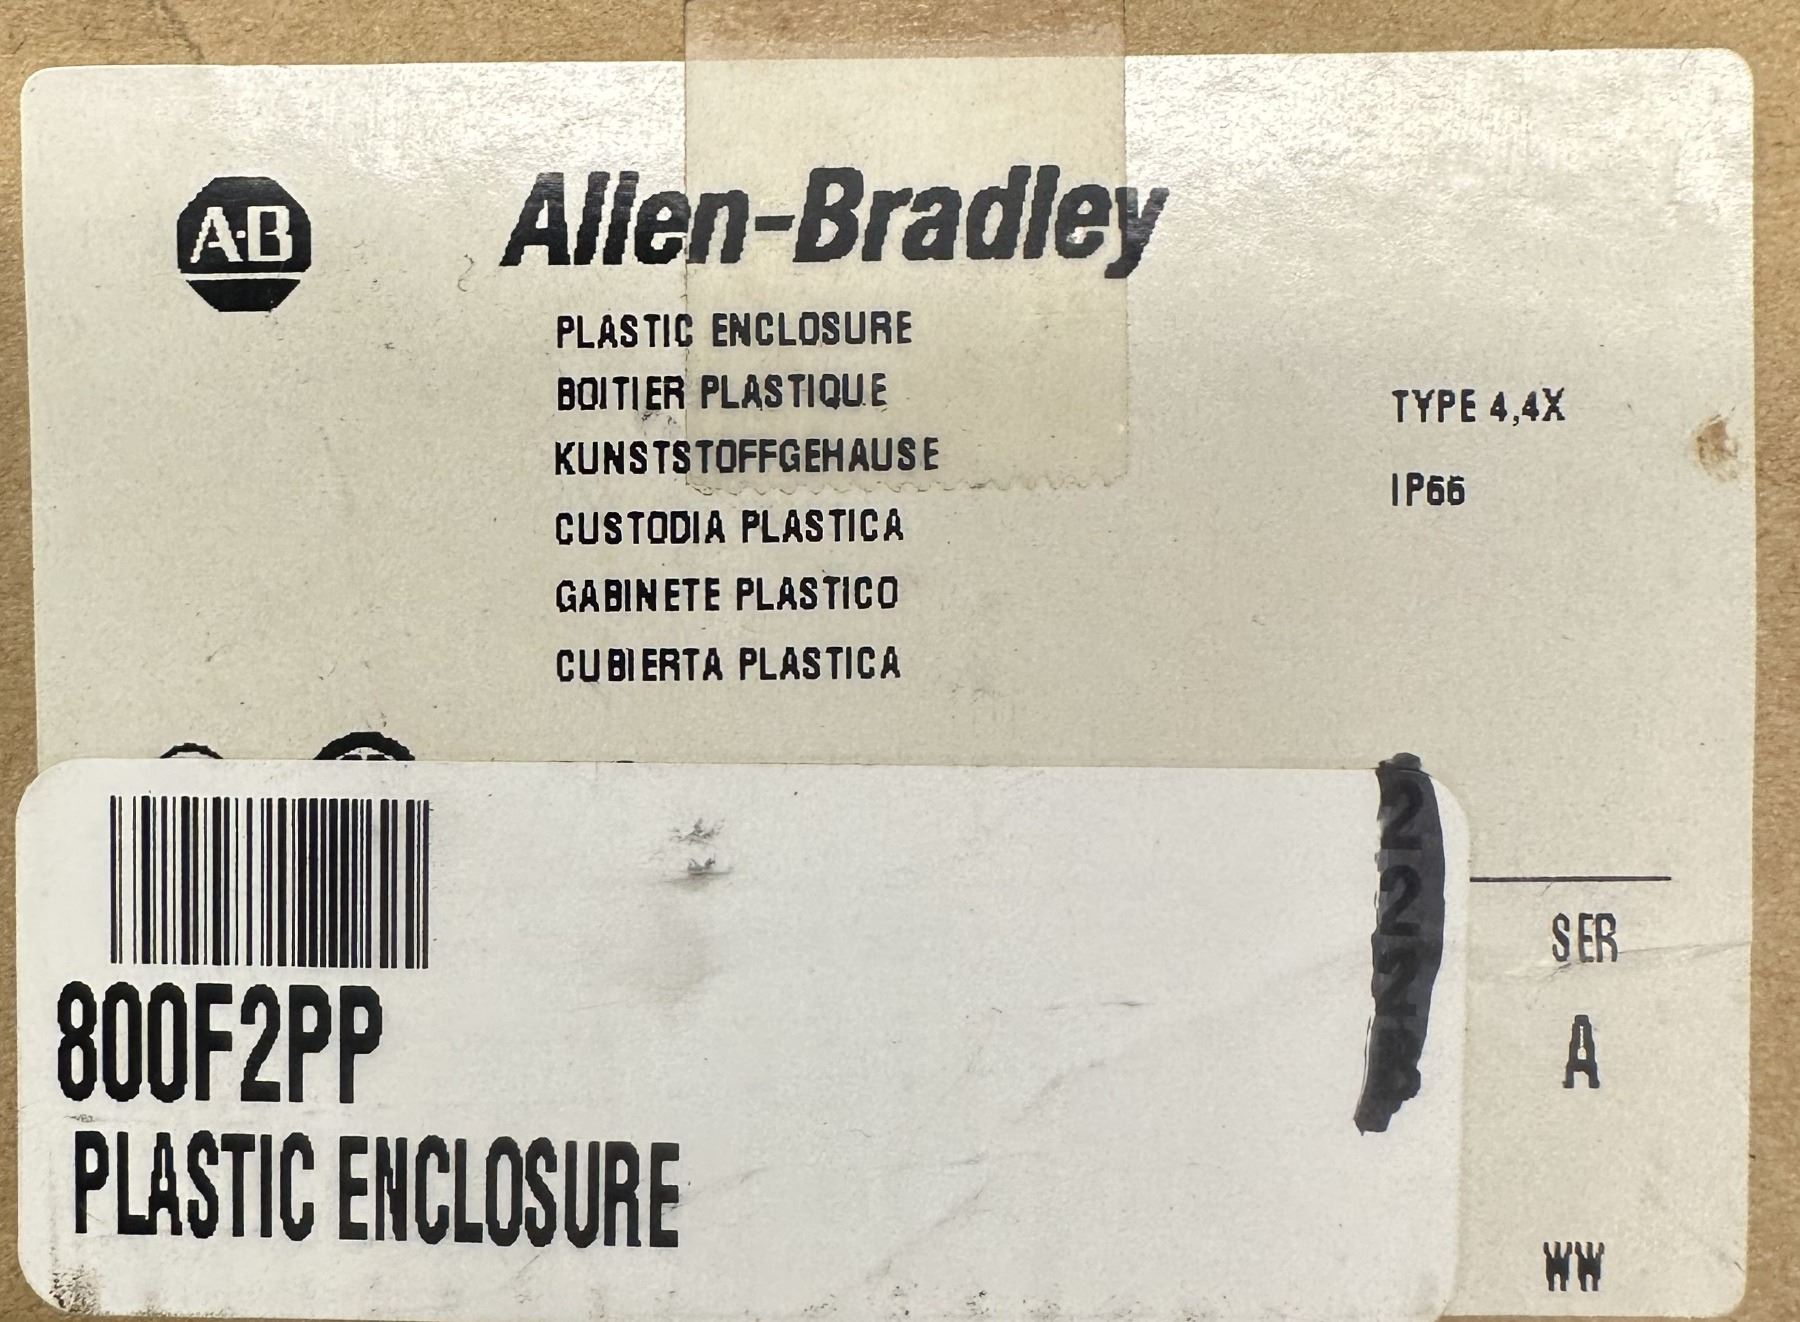 A·B
Allen-Bradley
PLASTIC ENCLOSURE
BOITIER PLASTIQUE
KUNSTSTOFFGEHAUSE
CUSTODIA PLASTICA
GABINETE PLASTICO
CUBIERTA PLASTICA
TYPE 4,4X
IP66
800F2PP
PLASTIC ENCLOSURE
SER
A
WW